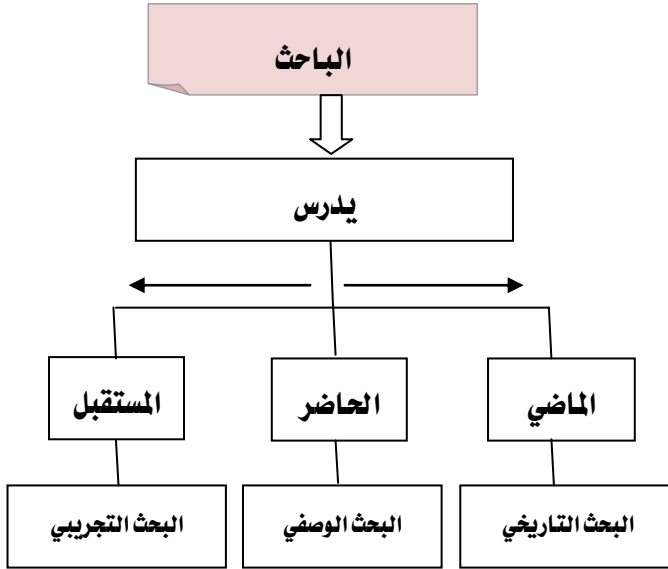 الباحث
يدرس
الماضي
الحاضر
المستقبل
البحث التاريخي
البحث الوصفي
البحث التجريبي